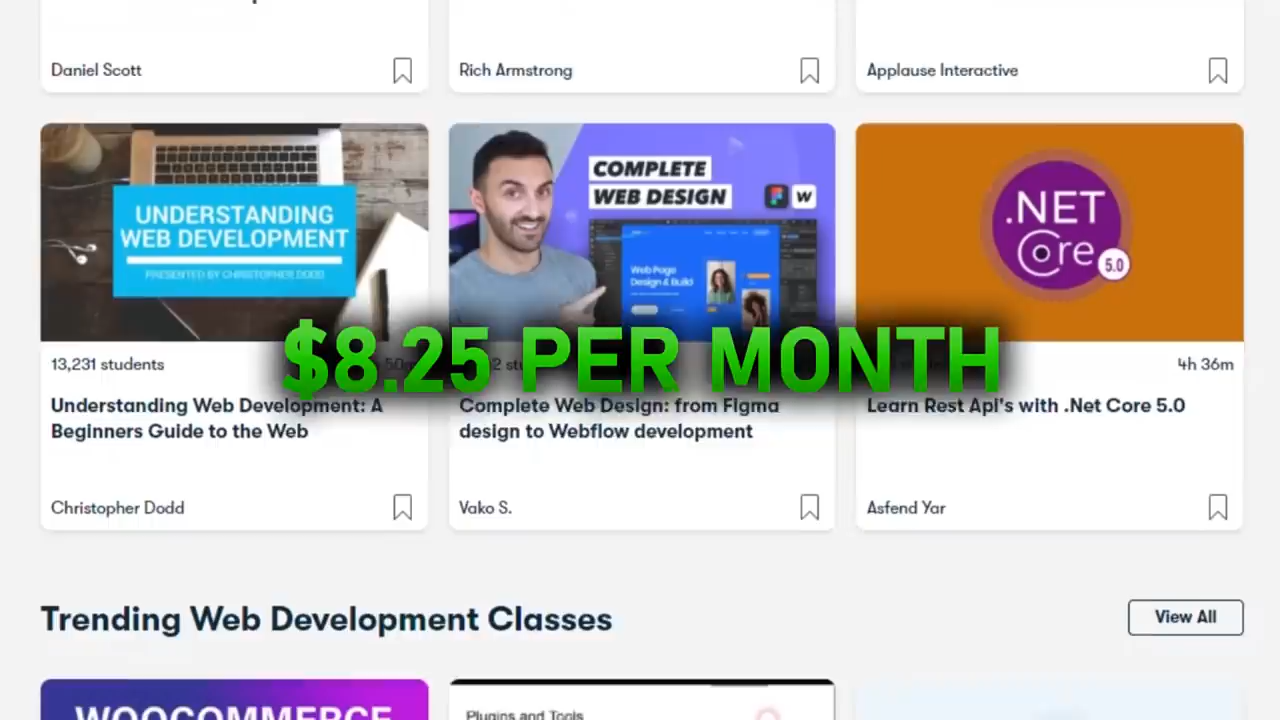 Daniel Scott
Rich Armstrong
Applause Interactive
UNDERSTANDING
WEB DEVELOPMENT
PRESENTED BY CHRISTOPHER DODD
COMPLETE
WEB DESIGN
W
Web Page
Design & Build
.NET
Core
5.0
$8.25 PER MONTH
13,231 students
4h 36m
Understanding Web Development: A
Beginners Guide to the Web
Complete Web Design: from Figma
design to Webflow development
Learn Rest Api's with .Net Core 5.0
Christopher Dodd
Vako S.
Asfend Yar
Trending Web Development Classes
View All
WOOCOMMERCE
Plugins and Tools